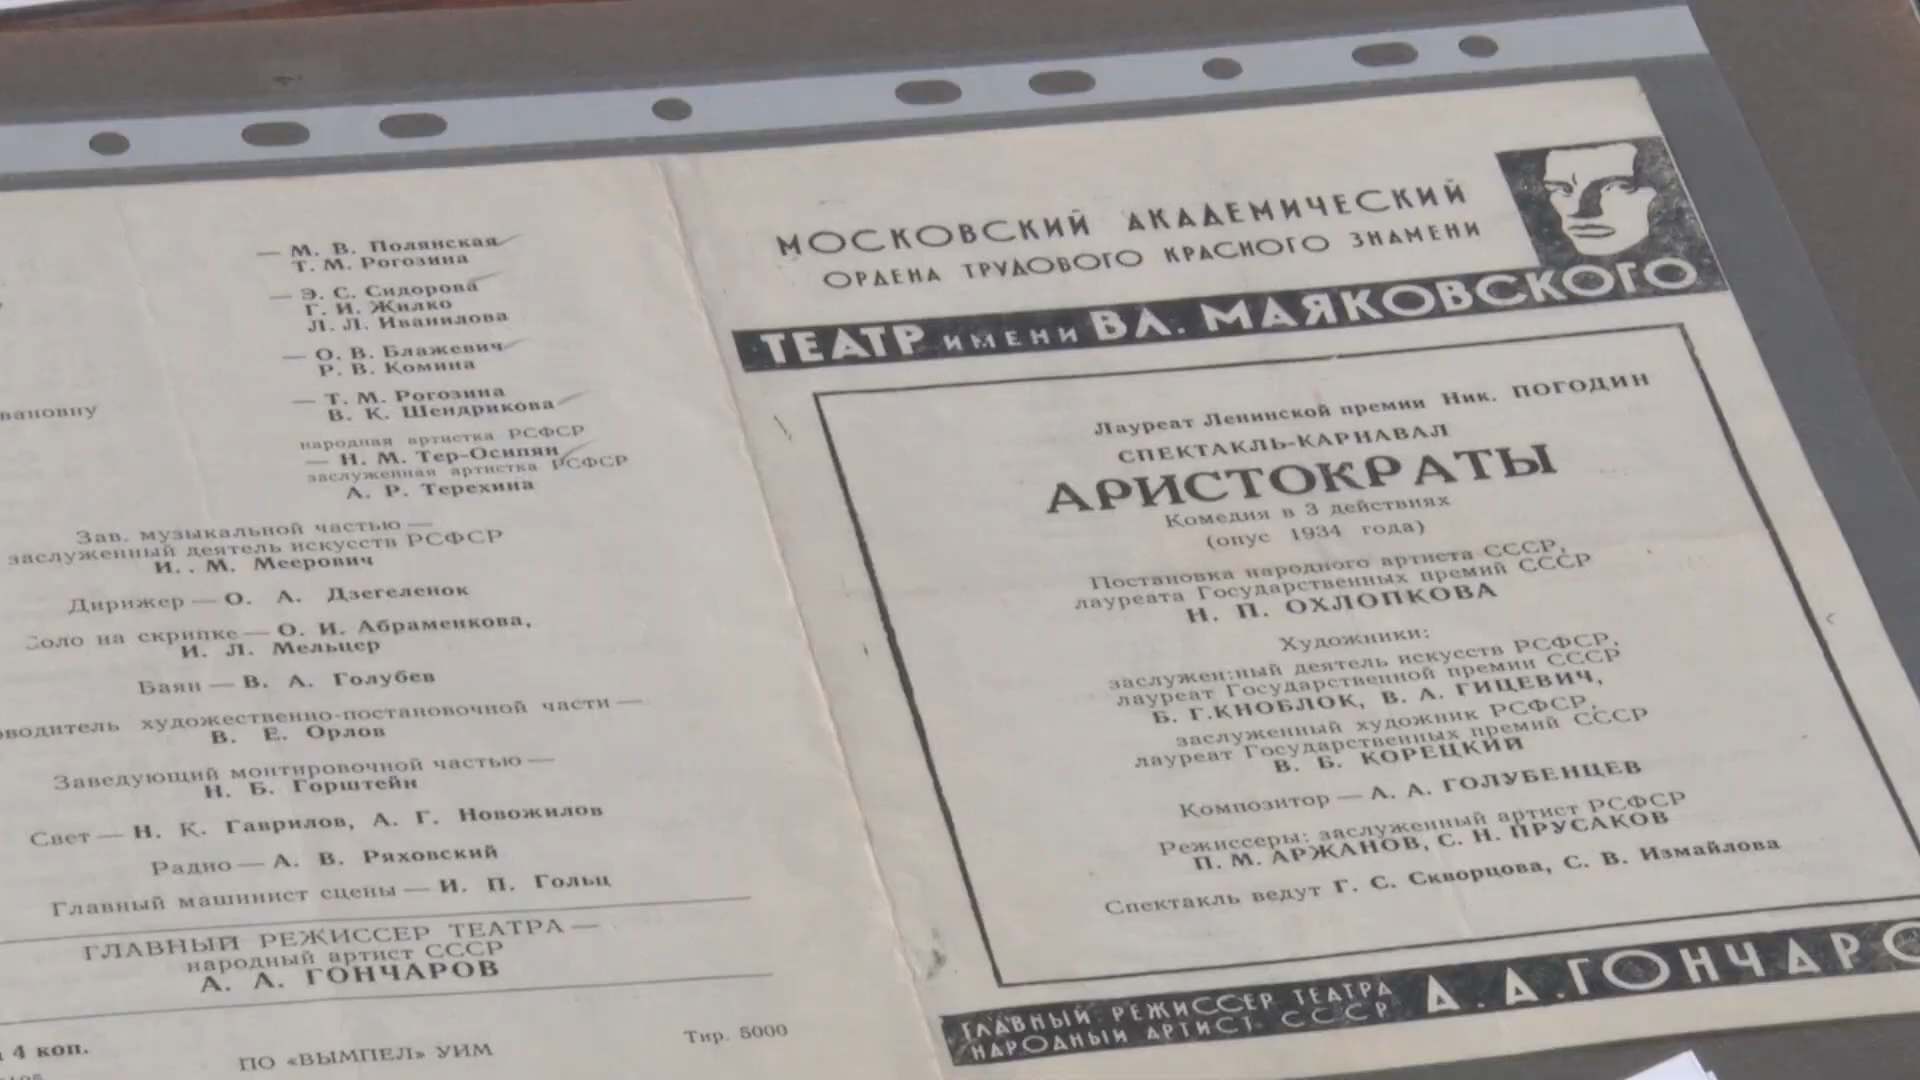 — М. В. Полянская
Т. М. Рогозина
— Э. С. Сидорова
Г. И. Жилко
Л. Л. Иванилова
— О. В. Блажевич
Р. В. Комина
вановну
— Т. М. Рогозина
В. К. Шендрикова
народная артистка РСФСР
— Н. М. Тер-Осипян
заслуженная артистка РСФСР
А. Р. Терехина
Зав. музыкальной частью —
заслуженный деятель искусств РСФСР
И. . М. Меерович
Дирижер — О. А. Дзегеленок
Соло на скрипке — О. И. Абраменкова,
И. Л. Мельцер
Баян — В. А. Голубев
водитель художественно-постановочной части —
В. Е. Орлов
Заведующий монтировочной частью —
Н. Б. Горштейн
Свет — Н. К. Гаврилов, А. Г. Новожилов
Радио — А. В. Ряховский
Главный машинист сцены — И. П. Гольц
ГЛАВНЫЙ РЕЖИССЕР ТЕАТРА —
народный артист СССР
А. А. ГОНЧАРОВ
4 коп.
ПО «ВЫМПЕЛ» УИМ
Тир. 5000
МОСКОВСКИЙ АКАДЕМИЧЕСКИЙ
ОРДЕНА ТРУДОВОГО КРАСНОГО ЗНАМЕНИ
ТЕАТР ИМЕНИ ВЛ. МАЯКОВСКОГО
Лауреат Ленинской премии Ник. ПОГОДИН
СПЕКТАКЛЬ-КАРНАВАЛ
АРИСТОКРАТЫ
Комедия в 3 действиях
(опус 1934 года)
Постановка народного артиста СССР,
лауреата Государственных премий СССР
Н. П. ОХЛОПКОВА
Художники:
заслужен:ный деятель искусств РСФСР,
лауреат Государственной премии СССР
Б. Г.КНОБЛОК, В. А. ГИЦЕВИЧ,
заслуженный художник РСФСР,
лауреат Государственных премий СССР
В. Б. КОРЕЦКИЙ
Композитор — А. А. ГОЛУБЕНЦЕВ
Режиссеры: заслуженный артист РСФСР
П. М. АРЖАНОВ, С. Н. ПРУСАКОВ
Спектакль ведут Г. С. Скворцова, С. В. Измайлова
ГЛАВНЫЙ РЕЖИССЕР ТЕАТРА
НАРОДНЫЙ АРТИСТ СССР
А.А.ГОНЧАРО